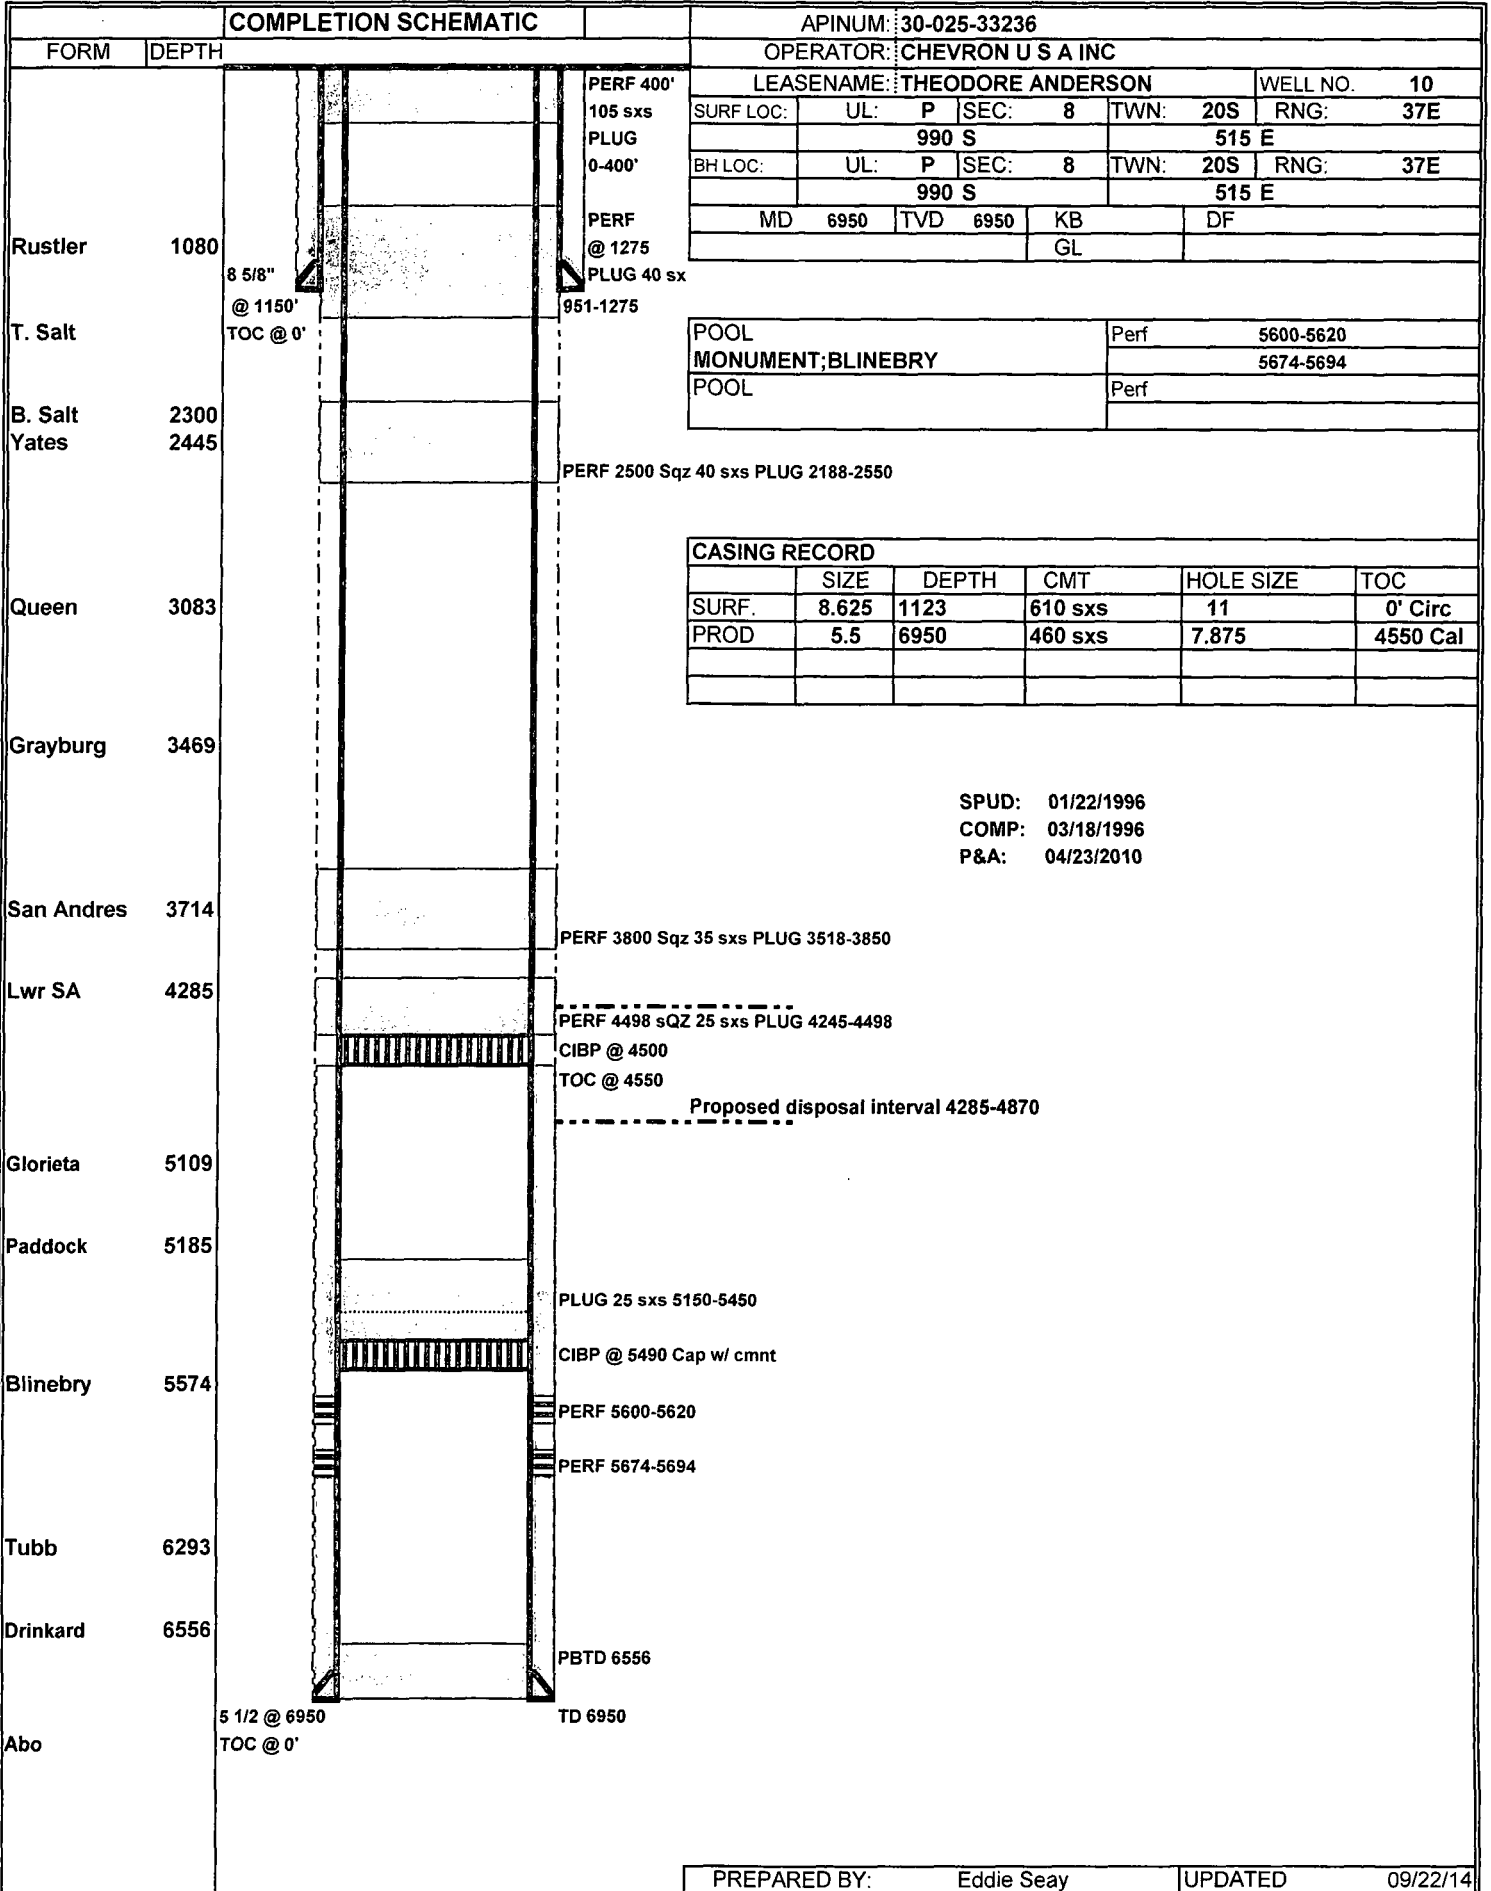 COMPLETION SCHEMATIC
FORM DEPTH
APINUM: 30-025-33236
OPERATOR: CHEVRON U S A INC
LEASENAME: THEODORE ANDERSON WELL NO. 10
SURF LOC: UL: P SEC: 8 TWN: 20S RNG: 37E
990 S 515 E
BH LOC: UL: P SEC: 8 TWN: 20S RNG: 37E
990 S 515 E
MD 6950 TVD 6950 KB DF
GL
PERF 400'
105 sxs
PLUG
0-400'
PERF
@ 1275
PLUG 40 sx
951-1275
Rustler 1080
8 5/8"
@ 1150'
TOC @ 0'
T. Salt
POOL Perf 5600-5620
MONUMENT;BLINEBRY 5674-5694
POOL Perf
B. Salt 2300
Yates 2445
PERF 2500 Sqz 40 sxs PLUG 2188-2550
CASING RECORD
SIZE DEPTH CMT HOLE SIZE TOC
SURF. 8.625 1123 610 sxs 11 0' Circ
PROD 5.5 6950 460 sxs 7.875 4550 Cal
Queen 3083
Grayburg 3469
SPUD: 01/22/1996
COMP: 03/18/1996
P&A: 04/23/2010
San Andres 3714
PERF 3800 Sqz 35 sxs PLUG 3518-3850
Lwr SA 4285
PERF 4498 sQZ 25 sxs PLUG 4245-4498
CIBP @ 4500
TOC @ 4550
Proposed disposal interval 4285-4870
Glorieta 5109
Paddock 5185
PLUG 25 sxs 5150-5450
CIBP @ 5490 Cap w/ cmnt
Blinebry 5574
PERF 5600-5620
PERF 5674-5694
Tubb 6293
Drinkard 6556
PBTD 6556
5 1/2 @ 6950
TD 6950
Abo
TOC @ 0'
PREPARED BY: Eddie Seay UPDATED 09/22/14